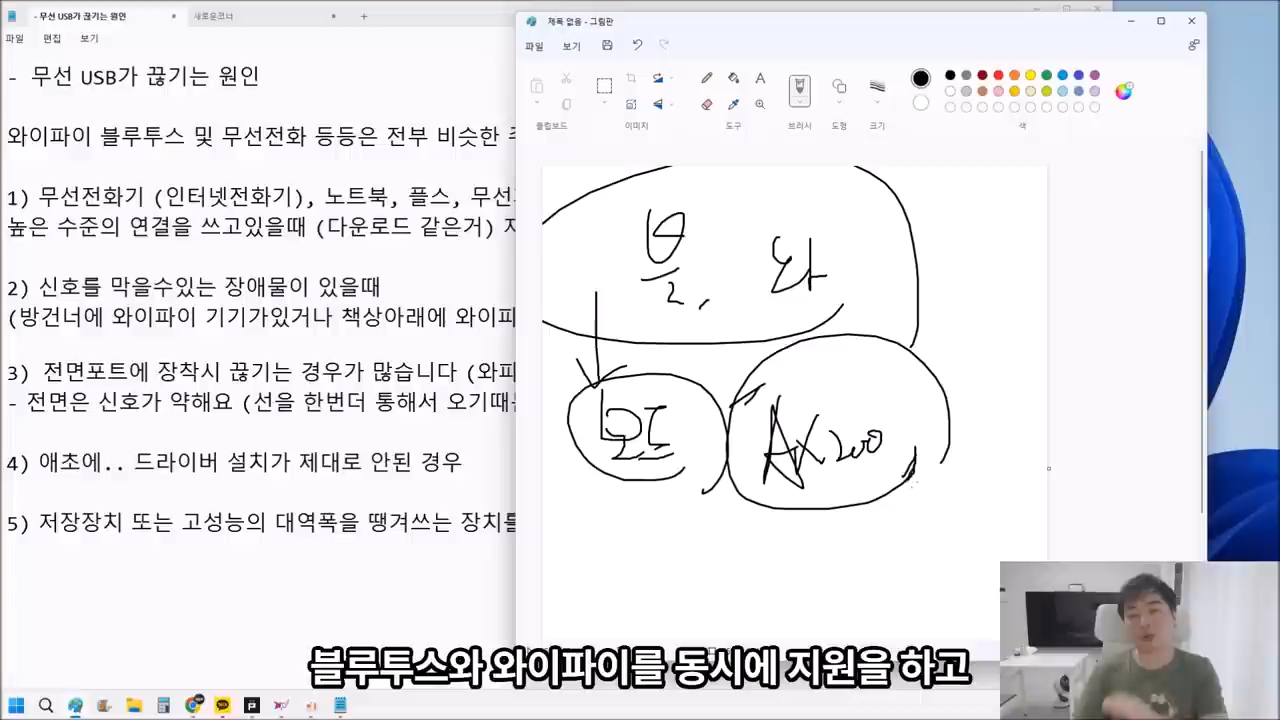 - 무선 USB가 끊기는 원인
새로운코너
제목 없음 - 그림판
파일
편집
보기
파일
보기
클립보드
이미지
도구
브러시
도형
크기
색
- 무선 USB가 끊기는 원인
와이파이 블루투스 및 무선전화 등등은 전부 비슷한
1) 무선전화기 (인터넷전화기), 노트북, 플스, 무선
높은 수준의 연결을 쓰고있을때 (다운로드 같은거)
2) 신호를 막을수있는 장애물이 있을때
(방건너에 와이파이 기기가있거나 책상아래에 와이파
3) 전면포트에 장착시 끊기는 경우가 많습니다 (와파
- 전면은 신호가 약해요 (선을 한번더 통해서 오기때문
4) 애초에.. 드라이버 설치가 제대로 안된 경우
5) 저장장치 또는 고성능의 대역폭을 땡겨쓰는 장치를
블, 와
AX200
블루투스와 와이파이를 동시에 지원을 하고